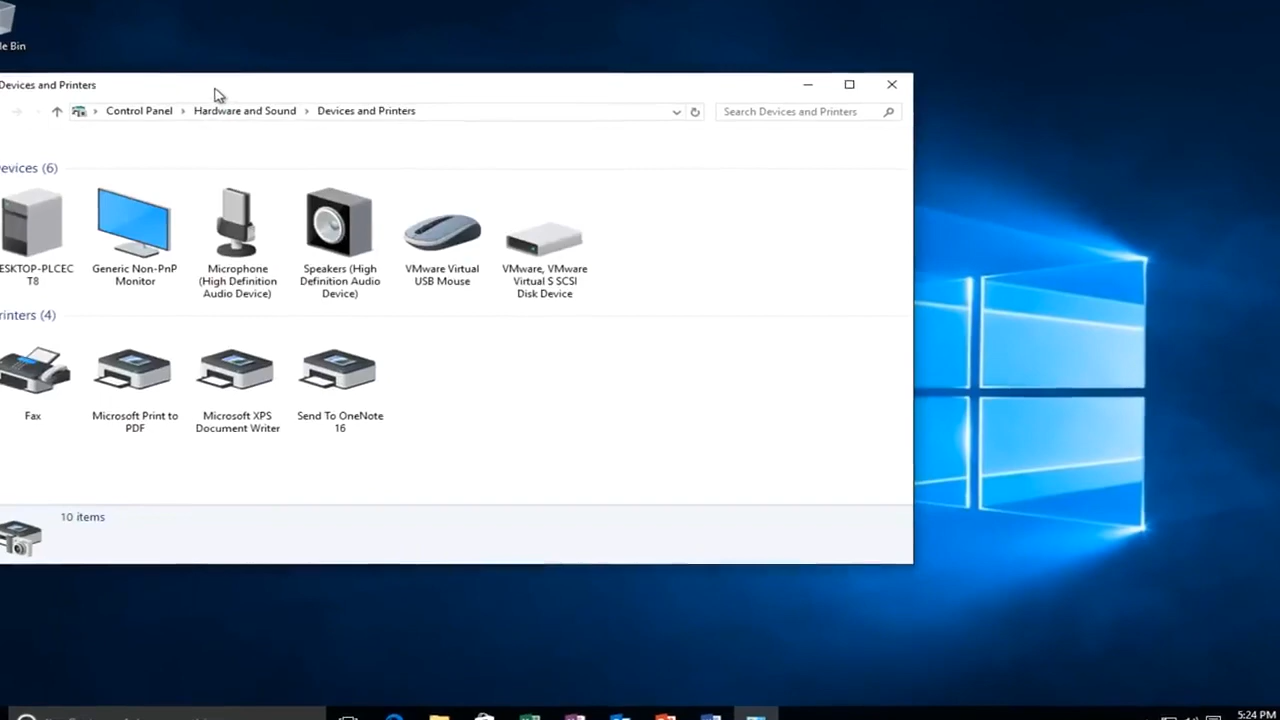 le Bin
Devices and Printers
Control Panel > Hardware and Sound > Devices and Printers
Search Devices and Printers
evices (6)
ESKTOP-PLCEC
T8
Generic Non-PnP
Monitor
Microphone
(High Definition
Audio Device)
Speakers (High
Definition Audio
Device)
VMware Virtual
USB Mouse
VMware, VMware
Virtual S SCSI
Disk Device
rinters (4)
Fax
Microsoft Print to
PDF
Microsoft XPS
Document Writer
Send To OneNote
16
10 items
5:24 PM